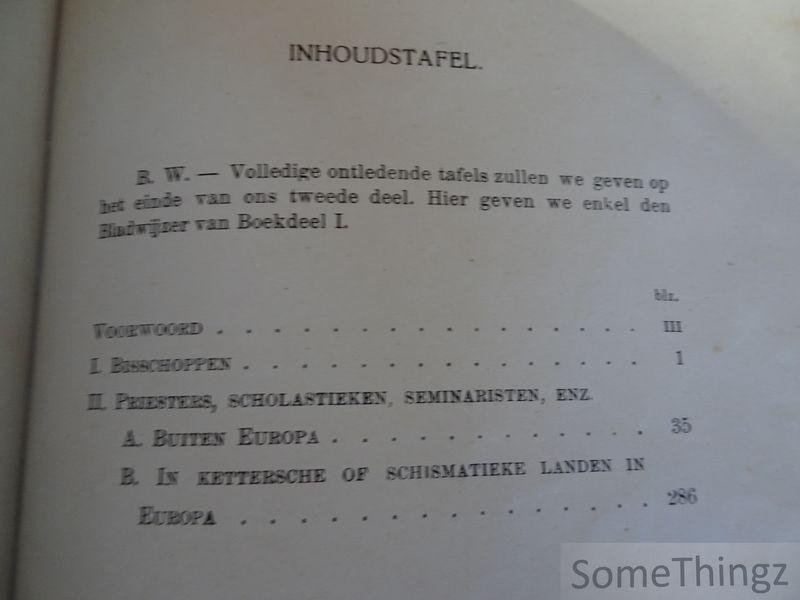 INHOUDSTAFEL.
B. W. — Volledige ontledende tafels zullen we geven op
het einde van ons tweede deel. Hier geven we enkel den
Bladwijzer van Boekdeel I.
blz.
VOORWOORD . . . . . . . . . . . . . . . . III
I. BISSCHOPPEN . . . . . . . . . . . . . . . 1
II. PRIESTERS, SCHOLASTIEKEN, SEMINARISTEN, ENZ.
A. BUITEN EUROPA . . . . . . . . . . . . 35
B. IN KETTERSCHE OF SCHISMATIEKE LANDEN IN
EUROPA . . . . . . . . . . . . . . . . 286
SomeThingz